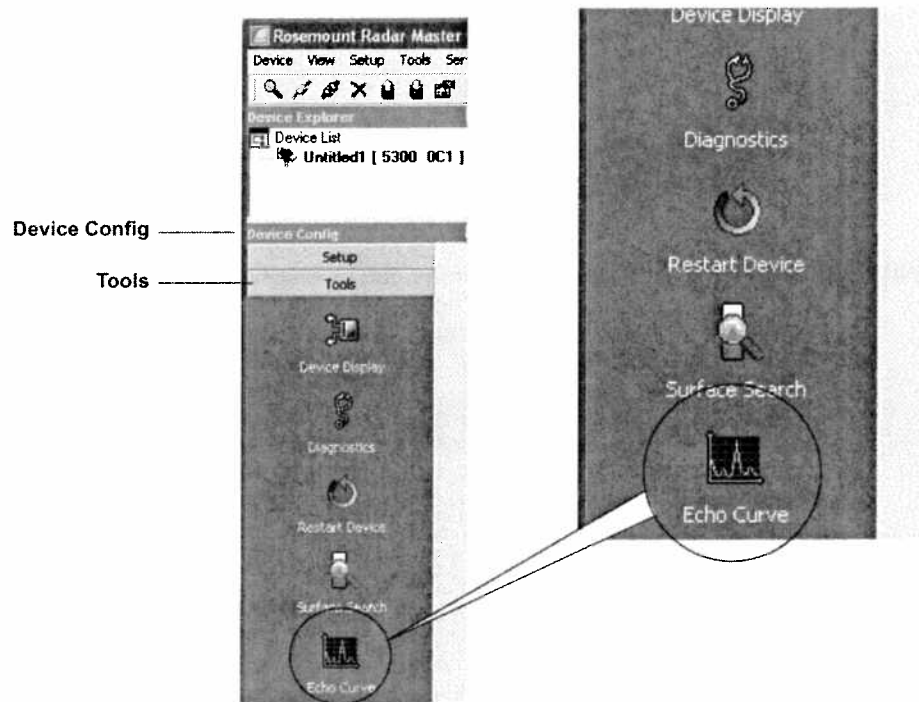 Rosemount Radar Master
Device View Setup Tools Ser
Device Explorer
Device List
Untitled1 [ 5300 0C1 ]
Device Config
Device Config
Setup
Tools
Tools
Device Display
Diagnostics
Restart Device
Surface Search
Echo Curve
Device Display
Diagnostics
Restart Device
Surface Search
Echo Curve